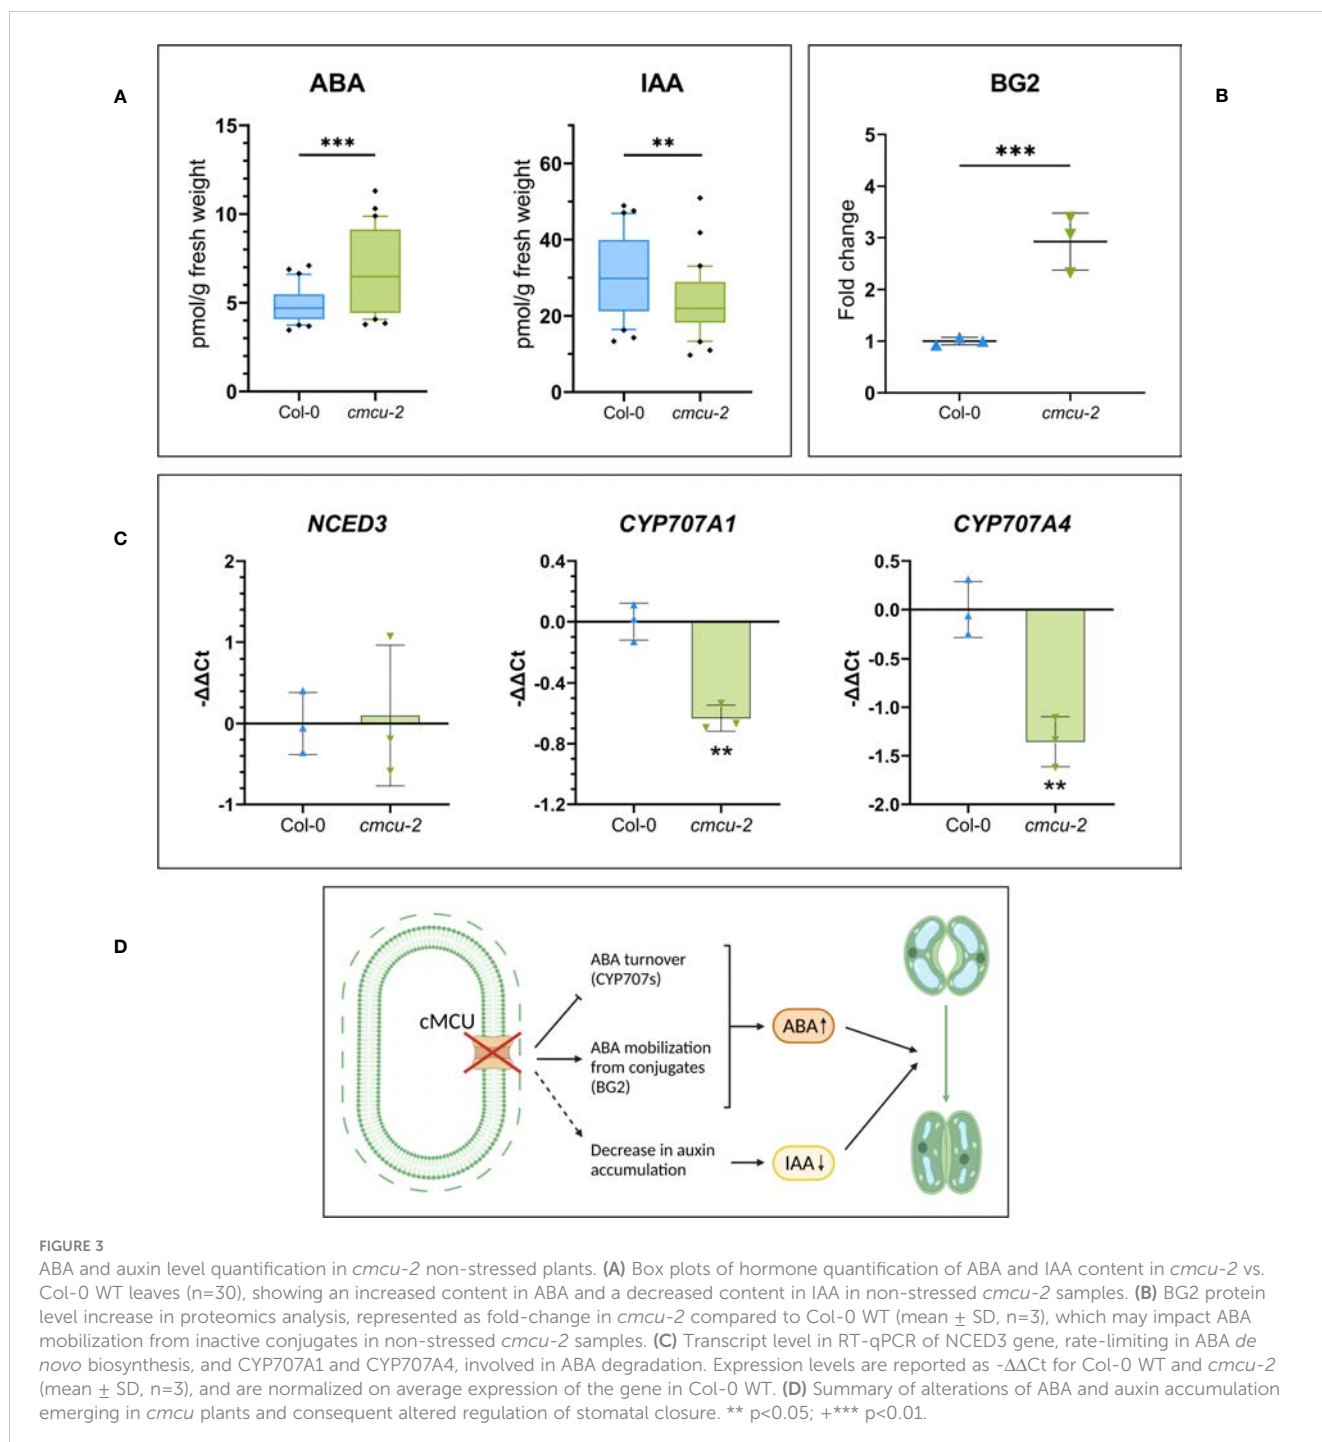 A
ABA
IAA
15
10
5
0
pmol/g fresh weight
***
Col-0
cmcu-2
60
40
20
0
pmol/g fresh weight
**
Col-0
cmcu-2
B
BG2
5
4
3
2
1
0
Fold change
***
Col-0
cmcu-2
C
NCED3
2
1
0
-1
-ΔΔCt
Col-0
cmcu-2
CYP707A1
0.4
0.0
-0.4
-0.8
-1.2
-ΔΔCt
**
Col-0
cmcu-2
CYP707A4
0.5
0.0
-0.5
-1.0
-1.5
-2.0
-ΔΔCt
**
Col-0
cmcu-2
D
cMCU
ABA turnover
(CYP707s)
ABA mobilization
from conjugates
(BG2)
Decrease in auxin
accumulation
ABA↑
IAA↓
FIGURE 3
ABA and auxin level quantification in cmcu-2 non-stressed plants. (A) Box plots of hormone quantification of ABA and IAA content in cmcu-2 vs.
Col-0 WT leaves (n=30), showing an increased content in ABA and a decreased content in IAA in non-stressed cmcu-2 samples. (B) BG2 protein
level increase in proteomics analysis, represented as fold-change in cmcu-2 compared to Col-0 WT (mean ± SD, n=3), which may impact ABA
mobilization from inactive conjugates in non-stressed cmcu-2 samples. (C) Transcript level in RT-qPCR of NCED3 gene, rate-limiting in ABA de
novo biosynthesis, and CYP707A1 and CYP707A4, involved in ABA degradation. Expression levels are reported as -ΔΔCt for Col-0 WT and cmcu-2
(mean ± SD, n=3), and are normalized on average expression of the gene in Col-0 WT. (D) Summary of alterations of ABA and auxin accumulation
emerging in cmcu plants and consequent altered regulation of stomatal closure. ** p<0.05; +*** p<0.01.